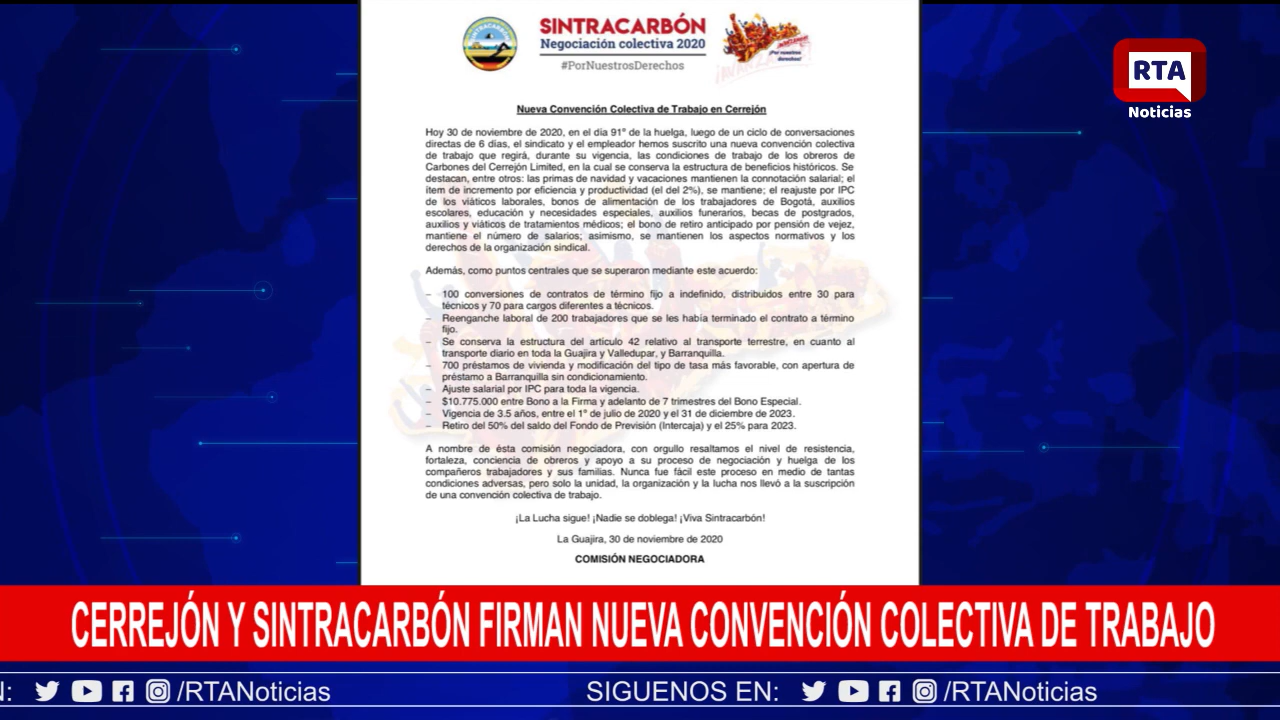 SINTRACARBÓN
Negociación colectiva 2020
#PorNuestrosDerechos
RTA
Noticias
Nueva Convención Colectiva de Trabajo en Cerrejón
Hoy 30 de noviembre de 2020, en el día 91° de la huelga, luego de un ciclo de conversaciones
directas de 6 días, el sindicato y el empleador hemos suscrito una nueva convención colectiva
de trabajo que regirá, durante su vigencia, las condiciones de trabajo de los obreros de
Carbones del Cerrejón Limited, en la cual se conserva la estructura de beneficios históricos. Se
destacan, entre otros: las primas de navidad y vacaciones mantienen la connotación salarial; el
ítem de incremento por eficiencia y productividad (el del 2%), se mantiene; el reajuste por IPC
de los viáticos laborales, bonos de alimentación de los trabajadores de Bogotá, auxilios
escolares, educación y necesidades especiales, auxilios funerarios, becas de postgrados,
auxilios y viáticos de tratamientos médicos; el bono de retiro anticipado por pensión de vejez,
mantiene el número de salarios; asimismo, se mantienen los aspectos normativos y los
derechos de la organización sindical.
Además, como puntos centrales que se superaron mediante este acuerdo:
– 100 conversiones de contratos de término fijo a indefinido, distribuidos entre 30 para
técnicos y 70 para cargos diferentes a técnicos.
– Reenganche laboral de 200 trabajadores que se les había terminado el contrato a término
fijo.
– Se conserva la estructura del artículo 42 relativo al transporte terrestre, en cuanto al
transporte diario en toda la Guajira y Valledupar, y Barranquilla.
– 700 préstamos de vivienda y modificación del tipo de tasa más favorable, con apertura de
préstamo a Barranquilla sin condicionamiento.
– Ajuste salarial por IPC para toda la vigencia.
– $10.775.000 entre Bono a la Firma y adelanto de 7 trimestres del Bono Especial.
– Vigencia de 3.5 años, entre el 1° de julio de 2020 y el 31 de diciembre de 2023.
– Retiro del 50% del saldo del Fondo de Previsión (Intercaja) y el 25% para 2023.
A nombre de ésta comisión negociadora, con orgullo resaltamos el nivel de resistencia,
fortaleza, conciencia de obreros y apoyo a su proceso de negociación y huelga de los
compañeros trabajadores y sus familias. Nunca fue fácil este proceso en medio de tantas
condiciones adversas, pero solo la unidad, la organización y la lucha nos llevó a la suscripción
de una convención colectiva de trabajo.
¡La Lucha sigue! ¡Nadie se doblega! ¡Viva Sintracarbón!
La Guajira, 30 de noviembre de 2020
COMISIÓN NEGOCIADORA
CERREJÓN Y SINTRACARBÓN FIRMAN NUEVA CONVENCIÓN COLECTIVA DE TRABAJO
N: /RTANoticias SIGUENOS EN: /RTANoticias